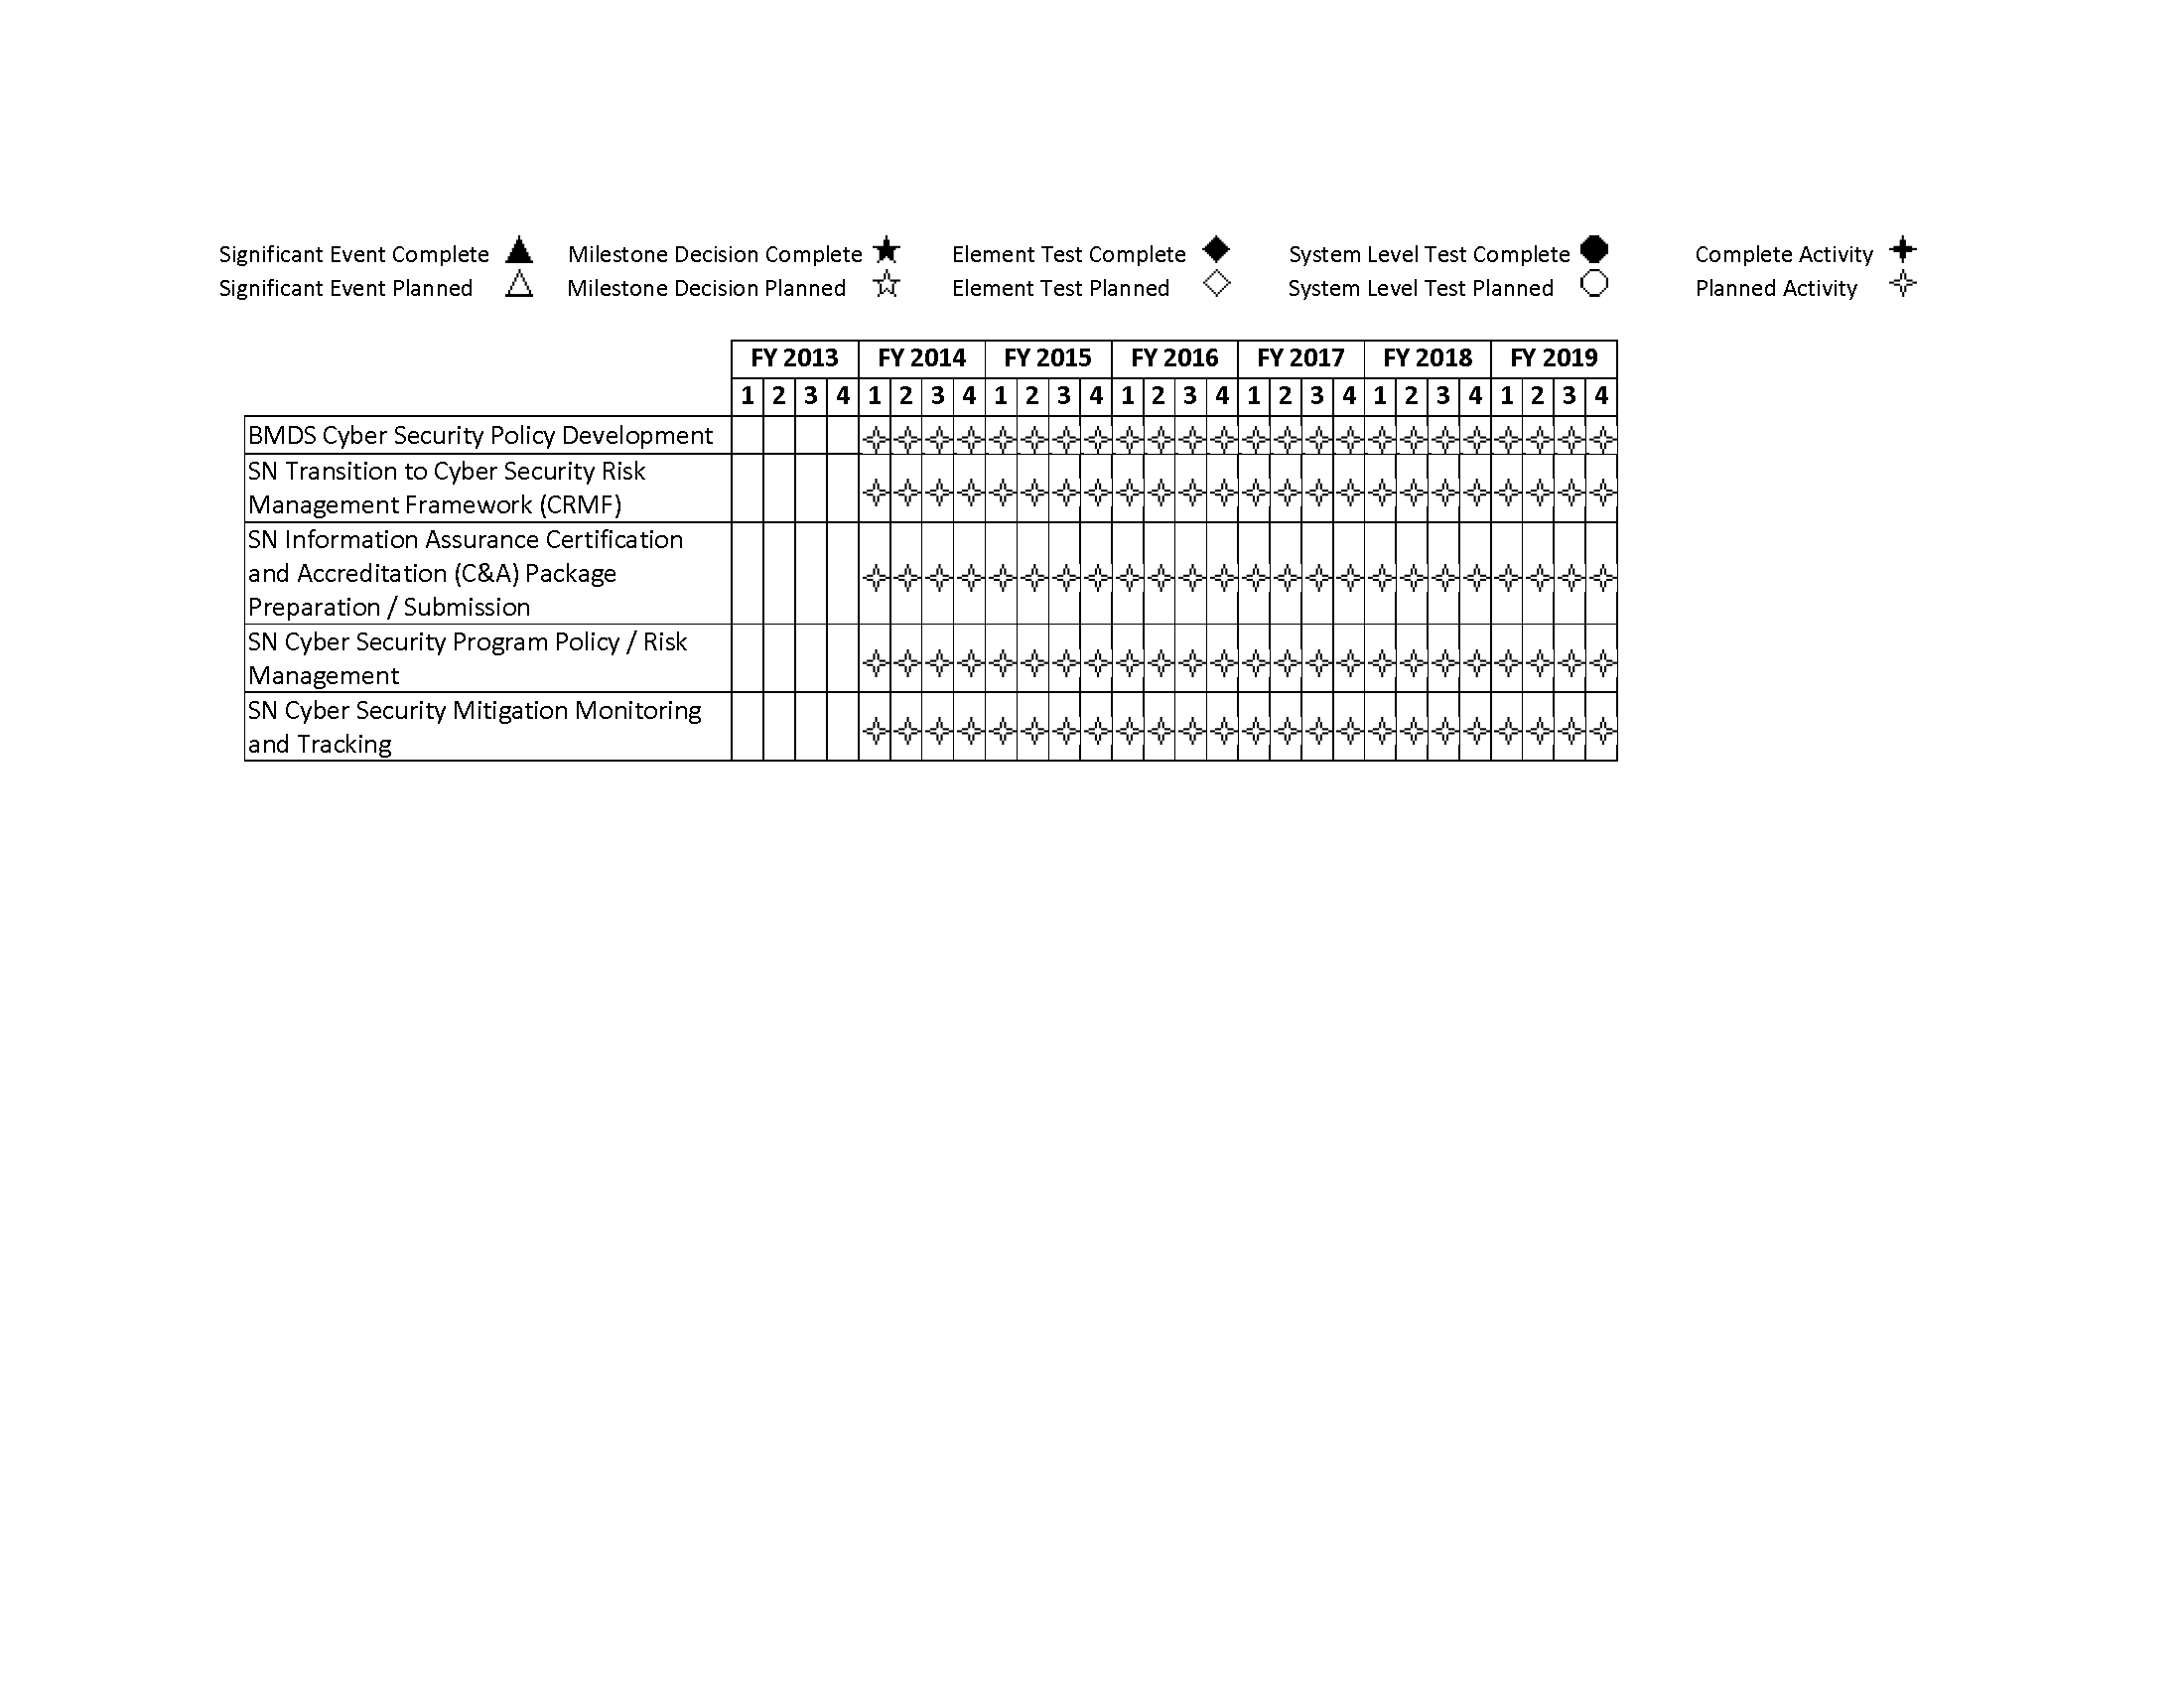 Significant Event Complete Milestone Decision Complete Element Test Complete System Level Test Complete Complete Activity
Significant Event Planned Milestone Decision Planned Element Test Planned System Level Test Planned Planned Activity
FY 2013 FY 2014 FY 2015 FY 2016 FY 2017 FY 2018 FY 2019
1 2 3 4 1 2 3 4 1 2 3 4 1 2 3 4 1 2 3 4 1 2 3 4 1 2 3 4
BMDS Cyber Security Policy Development
SN Transition to Cyber Security Risk
Management Framework (CRMF)
SN Information Assurance Certification
and Accreditation (C&A) Package
Preparation / Submission
SN Cyber Security Program Policy / Risk
Management
SN Cyber Security Mitigation Monitoring
and Tracking